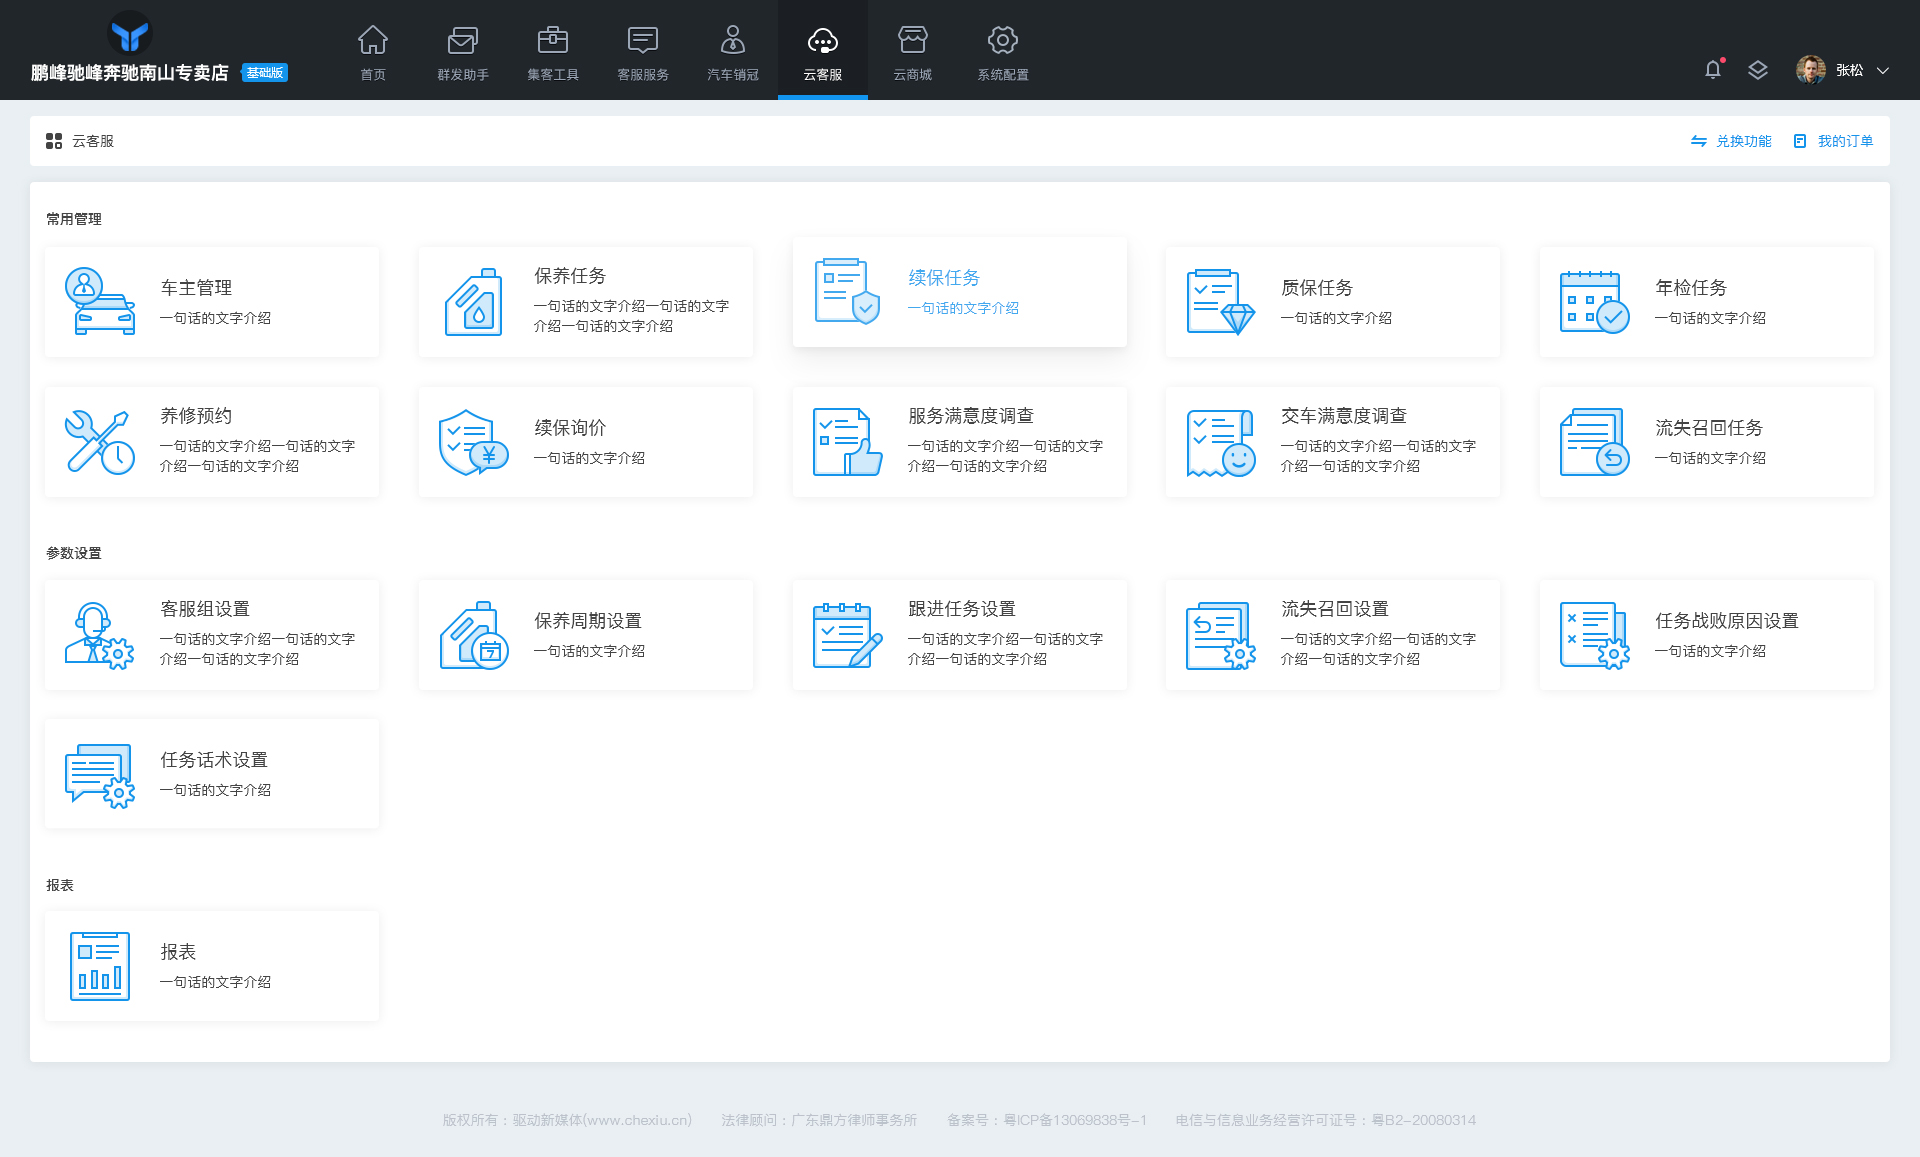 鹏峰驰峰奔驰南山专卖店 基础版
首页 群发助手 集客工具 客服服务 汽车销冠 云客服 云商城 系统配置
张松
云客服
兑换功能 我的订单
常用管理
车主管理
一句话的文字介绍
保养任务
一句话的文字介绍一句话的文字
介绍一句话的文字介绍
续保任务
一句话的文字介绍
质保任务
一句话的文字介绍
年检任务
一句话的文字介绍
养修预约
一句话的文字介绍一句话的文字
介绍一句话的文字介绍
续保询价
一句话的文字介绍
服务满意度调查
一句话的文字介绍一句话的文字
介绍一句话的文字介绍
交车满意度调查
一句话的文字介绍一句话的文字
介绍一句话的文字介绍
流失召回任务
一句话的文字介绍
参数设置
客服组设置
一句话的文字介绍一句话的文字
介绍一句话的文字介绍
7
保养周期设置
一句话的文字介绍
跟进任务设置
一句话的文字介绍一句话的文字
介绍一句话的文字介绍
流失召回设置
一句话的文字介绍一句话的文字
介绍一句话的文字介绍
任务战败原因设置
一句话的文字介绍
任务话术设置
一句话的文字介绍
报表
报表
一句话的文字介绍
版权所有：驱动新媒体(www.chexiu.cn) 法律顾问：广东鼎方律师事务所 备案号：粤ICP备13069838号-1 电信与信息业务经营许可证号：粤B2-20080314